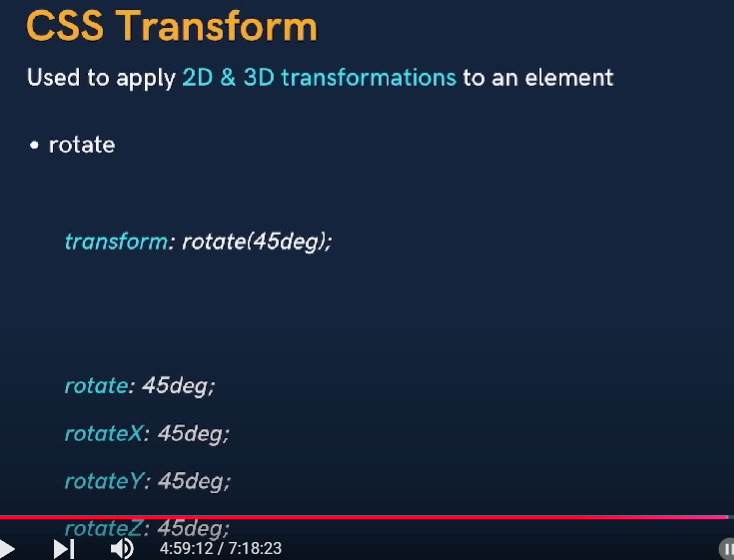 CSS Transform
Used to apply 2D & 3D transformations to an element
• rotate
transform: rotate(45deg);
rotate: 45deg;
rotateX: 45deg;
rotateY: 45deg;
rotateZ: 45deg;
4:59:12 / 7:18:23